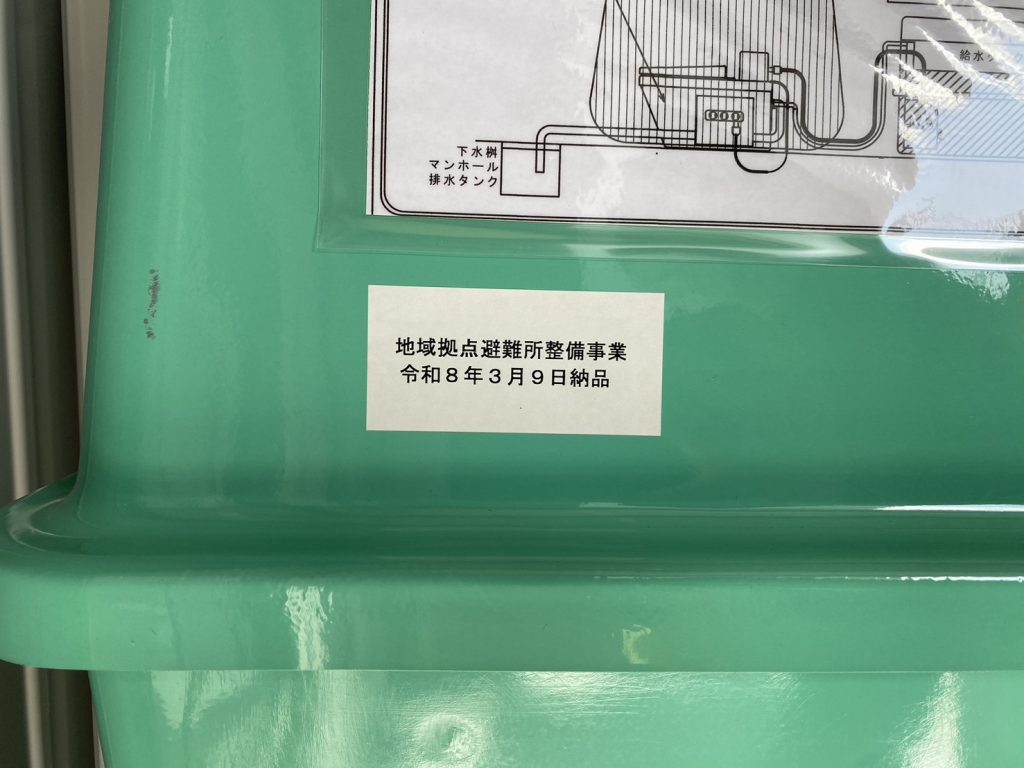 給水タ
下水桝
マンホール
排水タンク
地域拠点避難所整備事業
令和８年３月９日納品